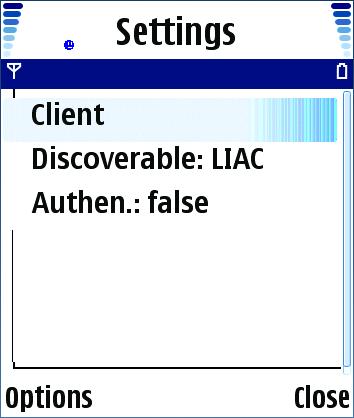 Settings
Client
Discoverable: LIAC
Authen.: false
Options
Close